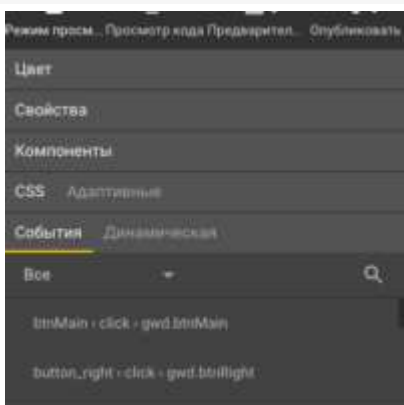 Режим просм... Просмотр кода Предварител... Опубликовать
Цвет
Свойства
Компоненты
CSS Адаптивные
События Динамическая
Все
btnMain › click › gwd.btnMain
button_right › click › gwd.btnRight